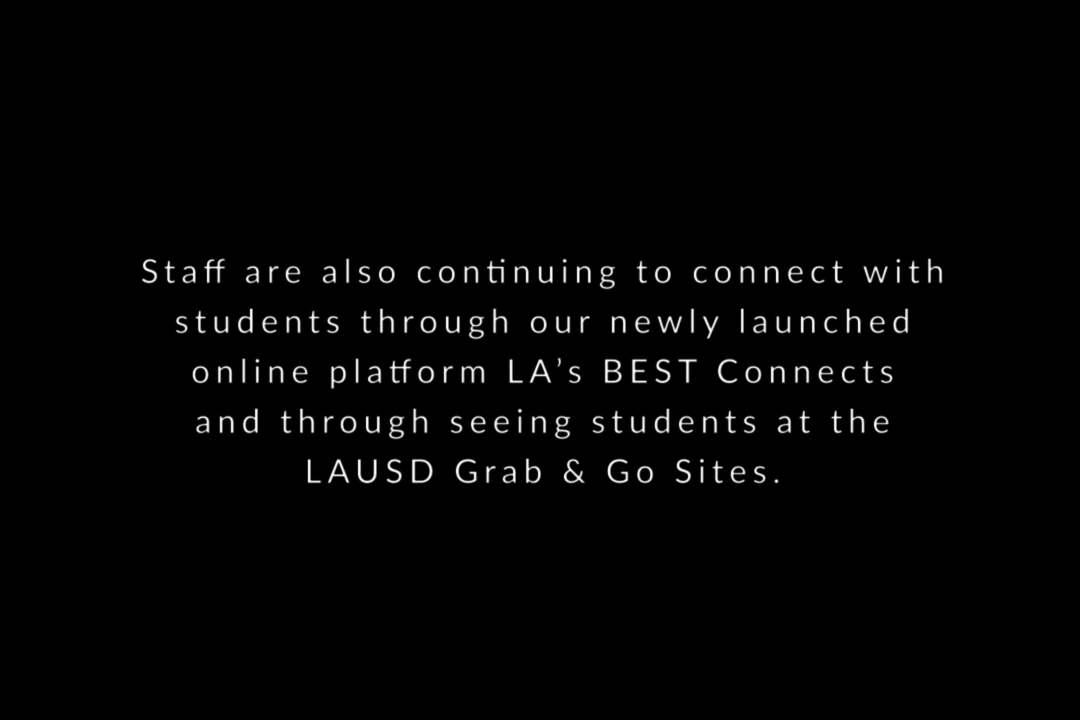 Staff are also continuing to connect with
students through our newly launched
online platform LA’s BEST Connects
and through seeing students at the
LAUSD Grab & Go Sites.